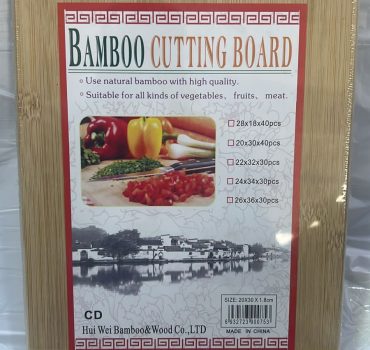 BAMBOO CUTTING BOARD
Use natural bamboo with high quality.
Suitable for all kinds of vegetables、fruits、meat.
28x18x40pcs
20x30x40pcs
22x32x30pcs
24x34x30pcs
26x36x30pcs
SIZE: 20X30 X 1.8cm
CD
Hui Wei Bamboo&Wood Co.,LTD
MADE IN CHINA